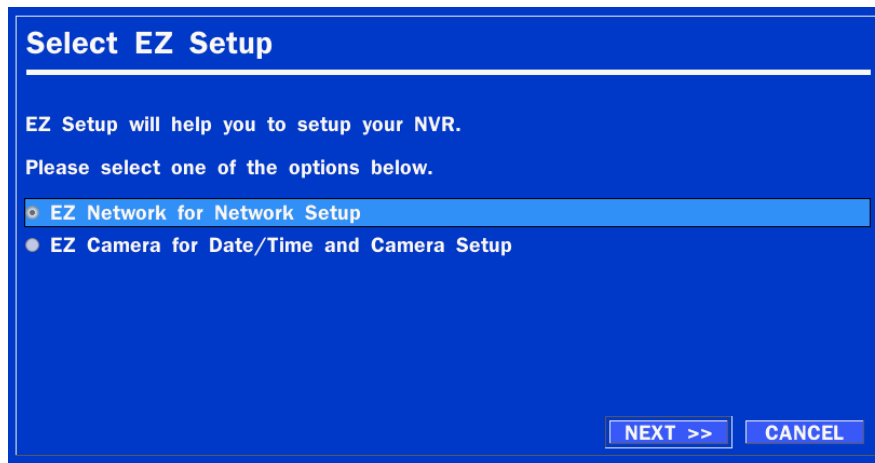 Select EZ Setup
EZ Setup will help you to setup your NVR.
Please select one of the options below.
EZ Network for Network Setup
EZ Camera for Date/Time and Camera Setup
NEXT >> CANCEL